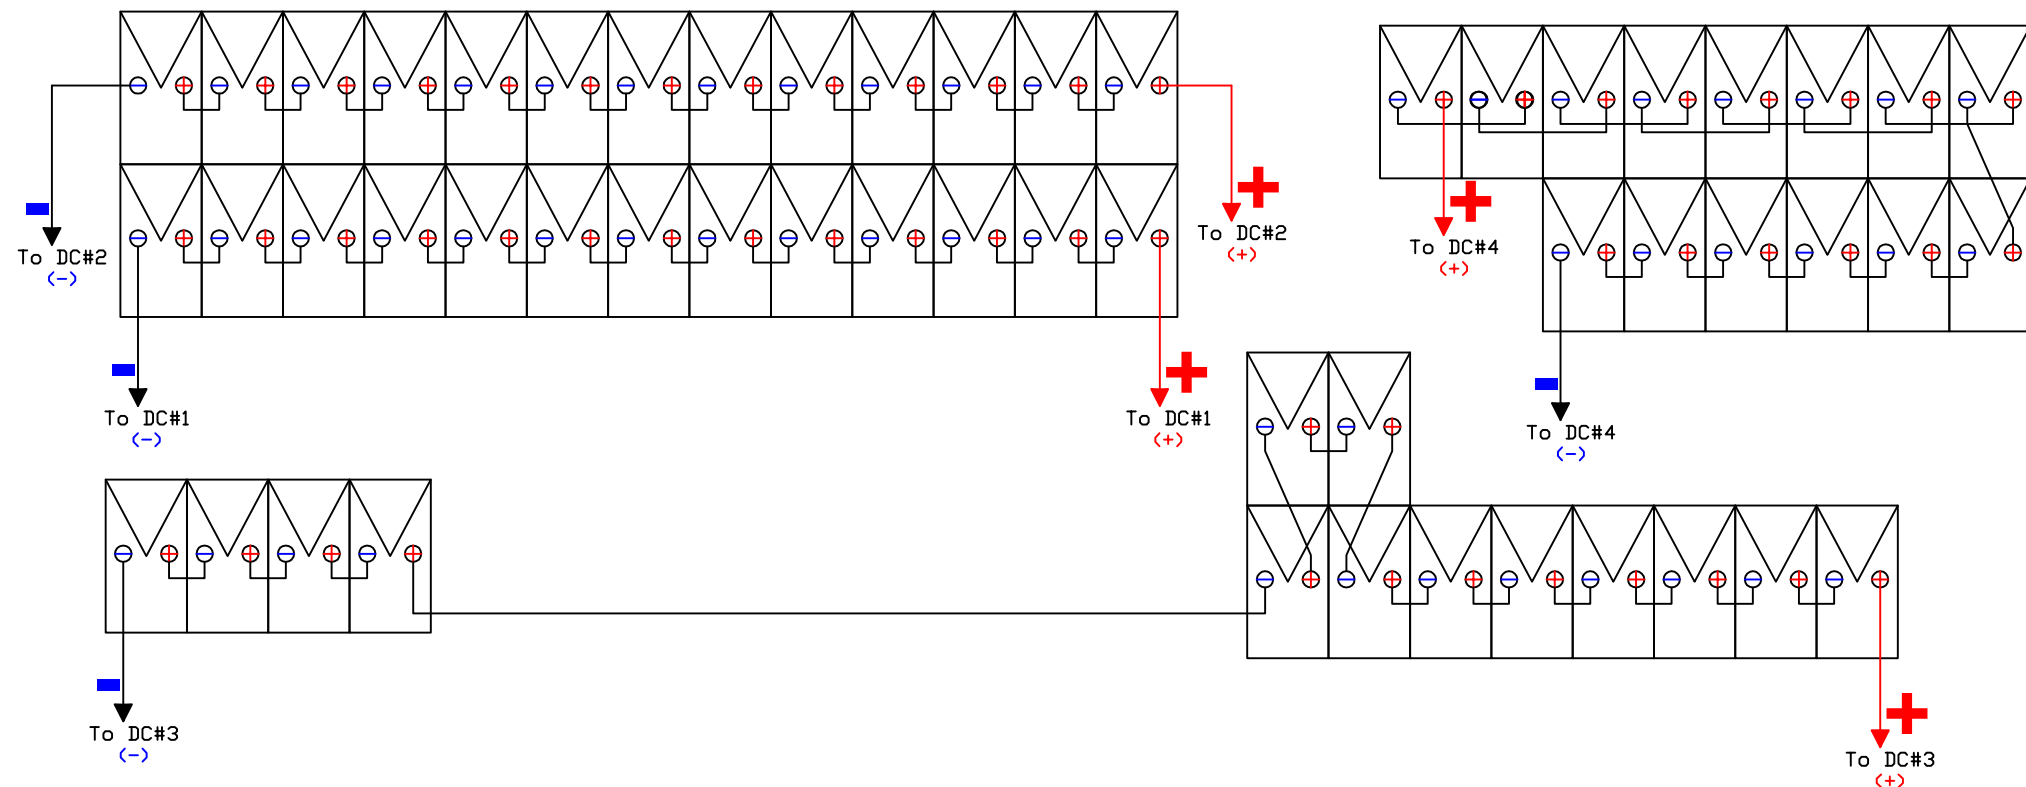 To DC#2
(-)
To DC#2
(+)
To DC#4
(+)
To DC#1
(-)
To DC#1
(+)
To DC#4
(-)
To DC#3
(-)
To DC#3
(+)